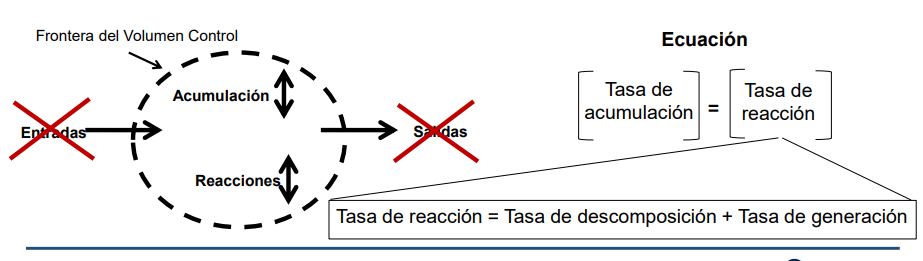 Frontera del Volumen Control
Ecuación
Acumulación
Entradas
Salidas
Reacciones
Tasa de
acumulación
=
Tasa de
reacción
Tasa de reacción = Tasa de descomposición + Tasa de generación